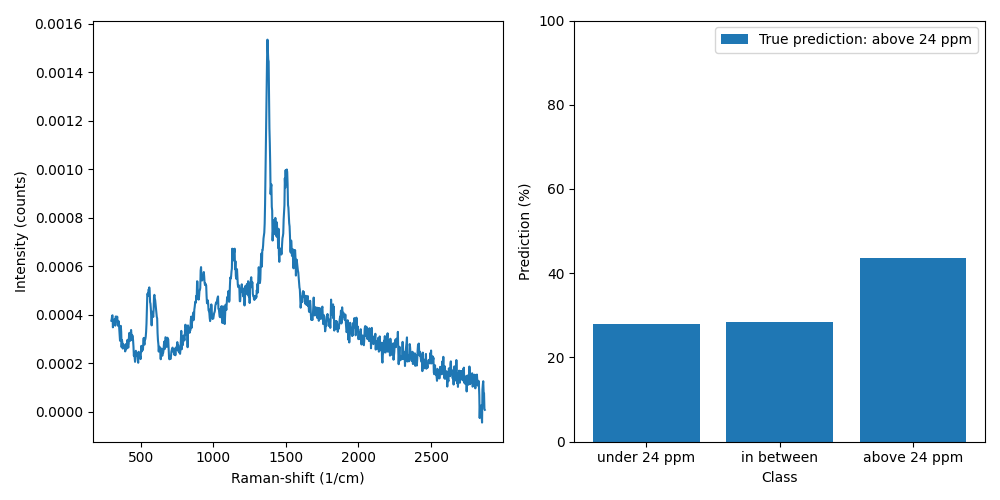 0.0016
0.0014
0.0012
0.0010
0.0008
0.0006
0.0004
0.0002
0.0000
Intensity (counts)
500 1000 1500 2000 2500
Raman-shift (1/cm)
100
80
60
40
20
0
Prediction (%)
True prediction: above 24 ppm
under 24 ppm in between above 24 ppm
Class